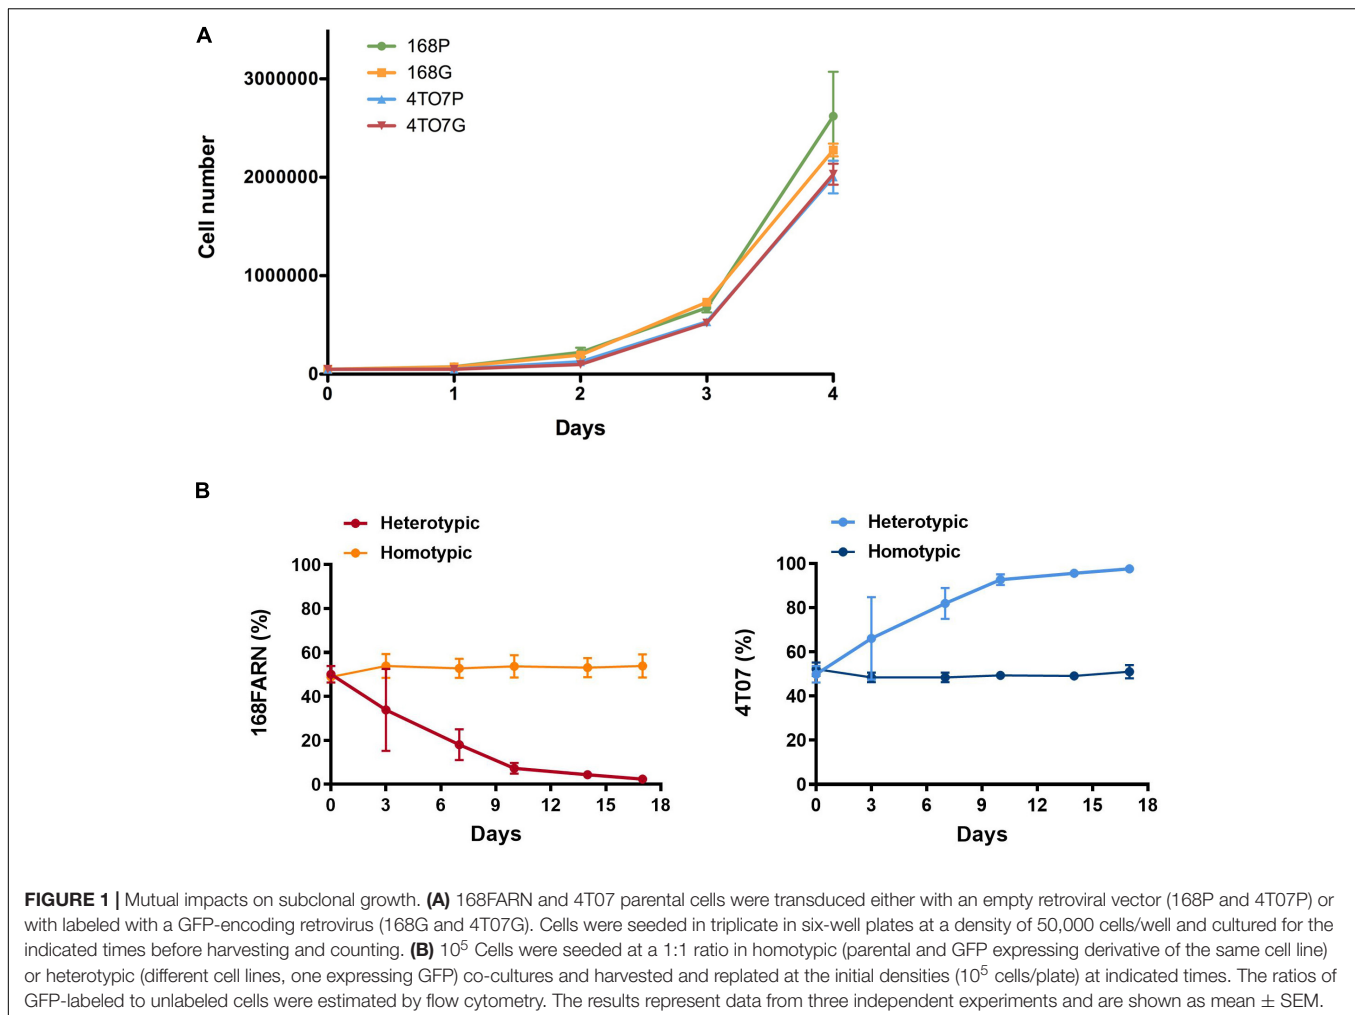 A
168P
168G
4TO7P
4TO7G
3000000
2000000
1000000
0
Cell number
0 1 2 3 4
Days
B
Heterotypic
Homotypic
100
80
60
40
20
0
168FARN (%)
0 3 6 9 12 15 18
Days
Heterotypic
Homotypic
100
80
60
40
20
0
4T07 (%)
0 3 6 9 12 15 18
Days
FIGURE 1 | Mutual impacts on subclonal growth. (A) 168FARN and 4T07 parental cells were transduced either with an empty retroviral vector (168P and 4T07P) or
with labeled with a GFP-encoding retrovirus (168G and 4T07G). Cells were seeded in triplicate in six-well plates at a density of 50,000 cells/well and cultured for the
indicated times before harvesting and counting. (B) 10⁵ Cells were seeded at a 1:1 ratio in homotypic (parental and GFP expressing derivative of the same cell line)
or heterotypic (different cell lines, one expressing GFP) co-cultures and harvested and replated at the initial densities (10⁵ cells/plate) at indicated times. The ratios of
GFP-labeled to unlabeled cells were estimated by flow cytometry. The results represent data from three independent experiments and are shown as mean ± SEM.